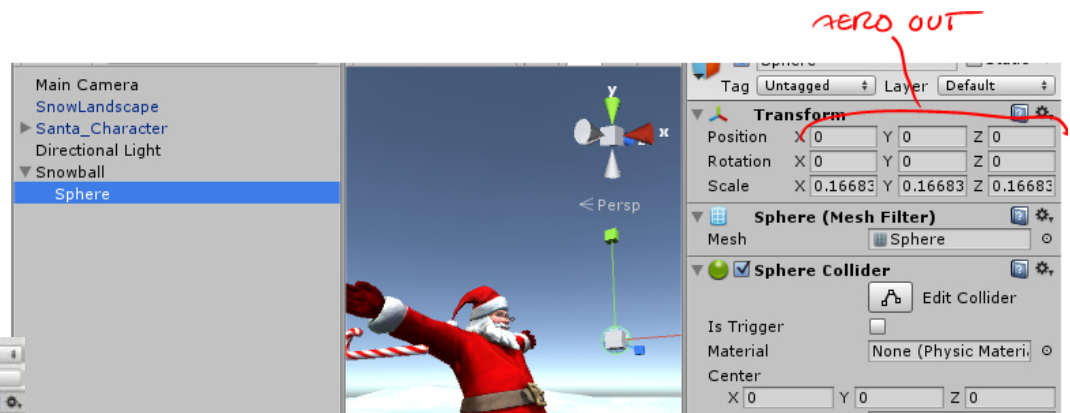 ZERO OUT
Main Camera
SnowLandscape
Santa_Character
Directional Light
Snowball
Sphere
y
x
Persp
Sphere
Static
Tag Untagged Layer Default
Transform
Position X 0 Y 0 Z 0
Rotation X 0 Y 0 Z 0
Scale X 0.16683 Y 0.16683 Z 0.16683
Sphere (Mesh Filter)
Mesh Sphere
Sphere Collider
Edit Collider
Is Trigger
Material None (Physic Materi
Center
X 0 Y 0 Z 0